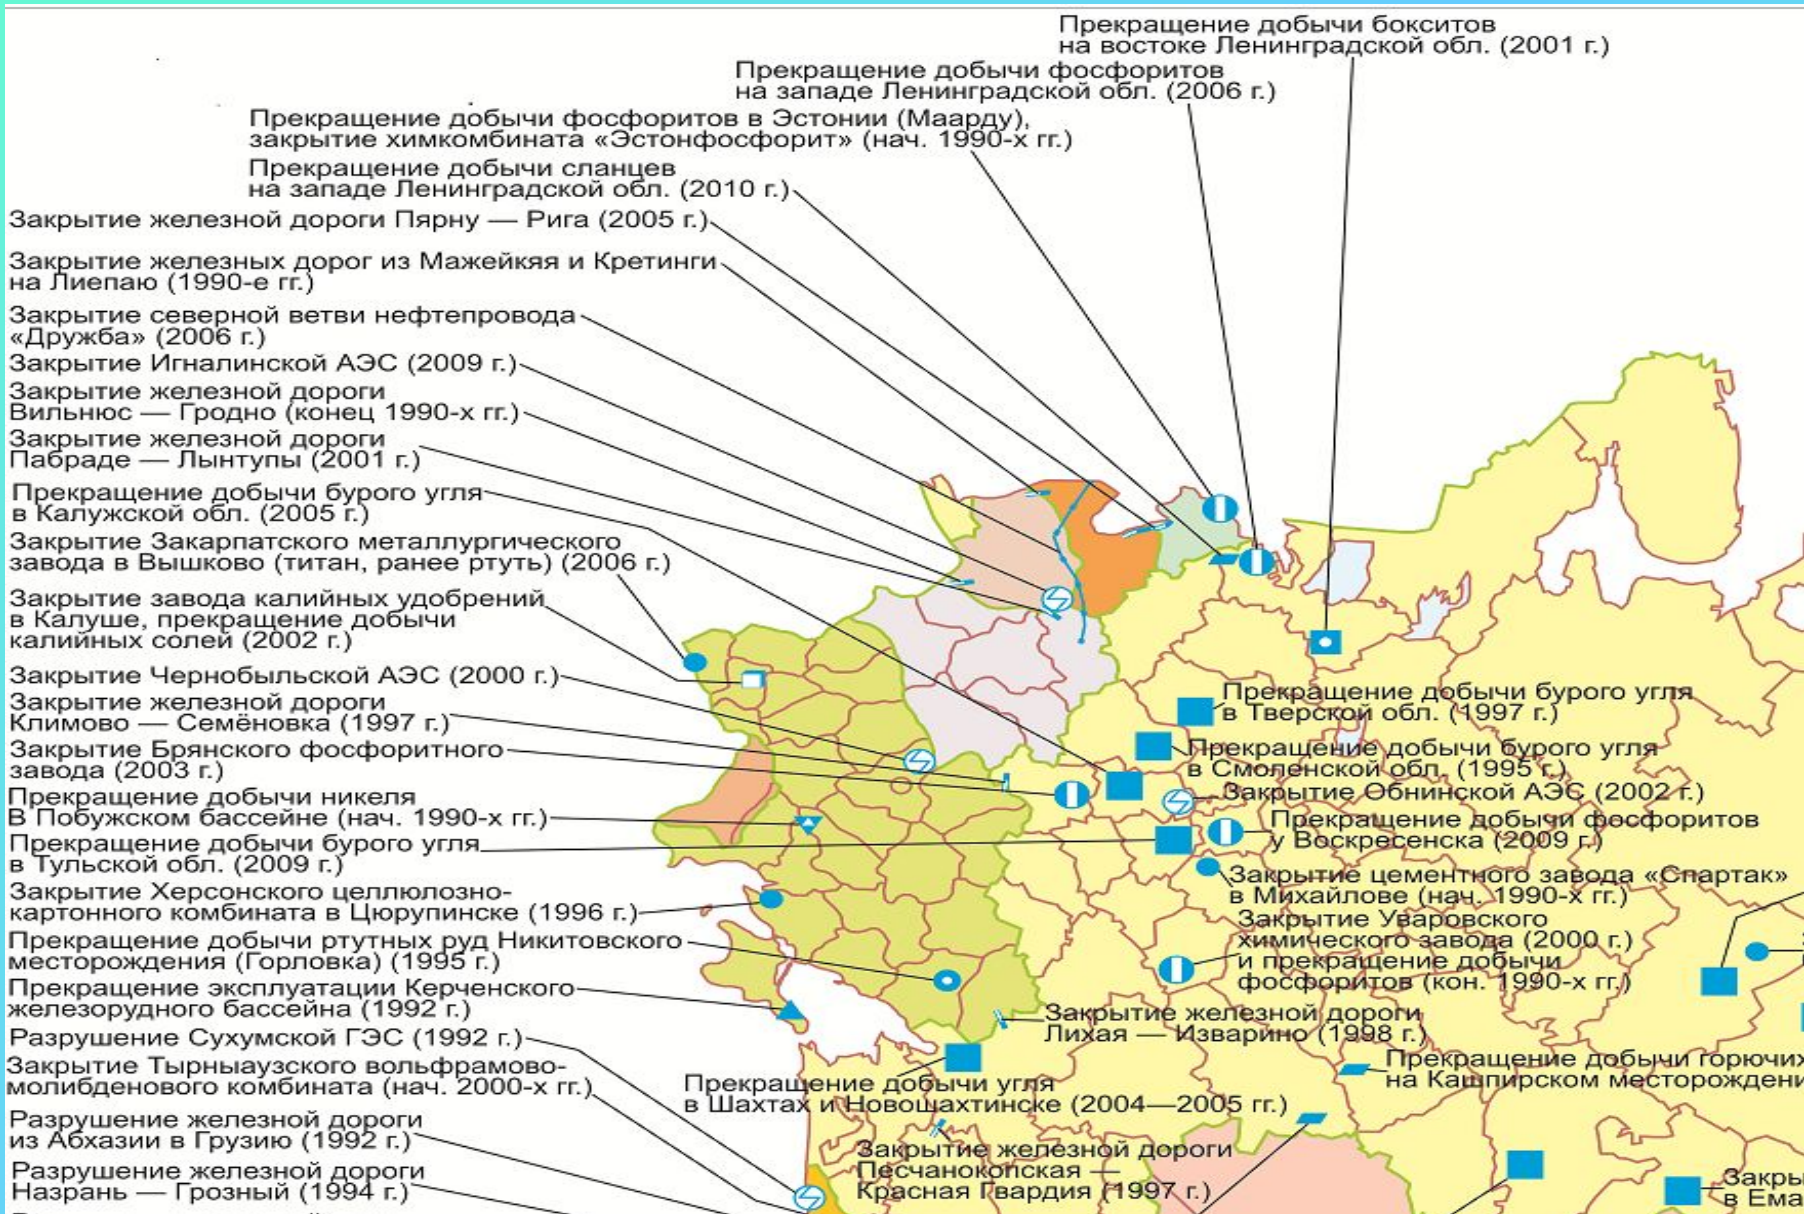 Прекращение добычи бокситов
на востоке Ленинградской обл. (2001 г.)
Прекращение добычи фосфоритов
на западе Ленинградской обл. (2006 г.)
Прекращение добычи фосфоритов в Эстонии (Маарду),
закрытие химкомбината «Эстонфосфорит» (нач. 1990-х гг.)
Прекращение добычи сланцев
на западе Ленинградской обл. (2010 г.)
Закрытие железной дороги Пярну — Рига (2005 г.)
Закрытие железных дорог из Мажейкяя и Кретинги
на Лиепаю (1990-е гг.)
Закрытие северной ветви нефтепровода
«Дружба» (2006 г.)
Закрытие Игналинской АЭС (2009 г.)
Закрытие железной дороги
Вильнюс — Гродно (конец 1990-х гг.)
Закрытие железной дороги
Пабраде — Лынтупы (2001 г.)
Прекращение добычи бурого угля
в Калужской обл. (2005 г.)
Закрытие Закарпатского металлургического
завода в Вышково (титан, ранее ртуть) (2006 г.)
Закрытие завода калийных удобрений
в Калуше, прекращение добычи
калийных солей (2002 г.)
Закрытие Чернобыльской АЭС (2000 г.)
Закрытие железной дороги
Климово — Семёновка (1997 г.)
Закрытие Брянского фосфоритного
завода (2003 г.)
Прекращение добычи никеля
в Побужском бассейне (нач. 1990-х гг.)
Прекращение добычи бурого угля
в Тульской обл. (2009 г.)
Закрытие Херсонского целлюлозно-
картонного комбината в Цюрупинске (1996 г.)
Прекращение добычи ртутных руд Никитовского
месторождения (Горловка) (1995 г.)
Прекращение эксплуатации Керченского
железорудного бассейна (1992 г.)
Разрушение Сухумской ГЭС (1992 г.)
Закрытие Тырныаузского вольфрамово-
молибденового комбината (нач. 2000-х гг.)
Разрушение железной дороги
из Абхазии в Грузию (1992 г.)
Разрушение железной дороги
Назрань — Грозный (1994 г.)
Прекращение добычи бурого угля
в Тверской обл. (1997 г.)
Прекращение добычи бурого угля
в Смоленской обл. (1995 г.)
Закрытие Обнинской АЭС (2002 г.)
Прекращение добычи фосфоритов
у Воскресенска (2009 г.)
Закрытие цементного завода «Спартак»
в Михайлове (нач. 1990-х гг.)
Закрытие Уваровского
химического завода (2000 г.)
и прекращение добычи
фосфоритов (кон. 1990-х гг.)
Закрытие железной дороги
Лихая — Изварино (1998 г.)
Прекращение добычи горючих
на Кашпирском месторождени
Прекращение добычи угля
в Шахтах и Новошахтинске (2004—2005 гг.)
Закрытие железной дороги
Песчанокопская —
Красная Гвардия (1997 г.)
Закры
в Ема